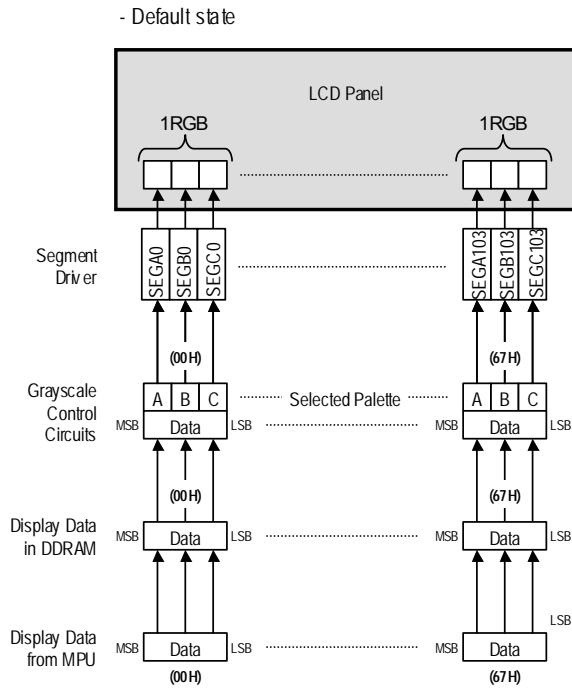 - Default state
LCD Panel
1RGB 1RGB
Segment
Driver
SEGA0 SEGB0 SEGC0 SEGA103 SEGB103 SEGC103
(00H) (67H)
Grayscale
Control
Circuits
A B C Selected Palette A B C
MSB Data LSB MSB Data LSB
(00H) (67H)
Display Data
in DDRAM
MSB Data LSB MSB Data LSB
LSB
Display Data
from MPU
MSB Data LSB MSB Data
(00H) (67H)